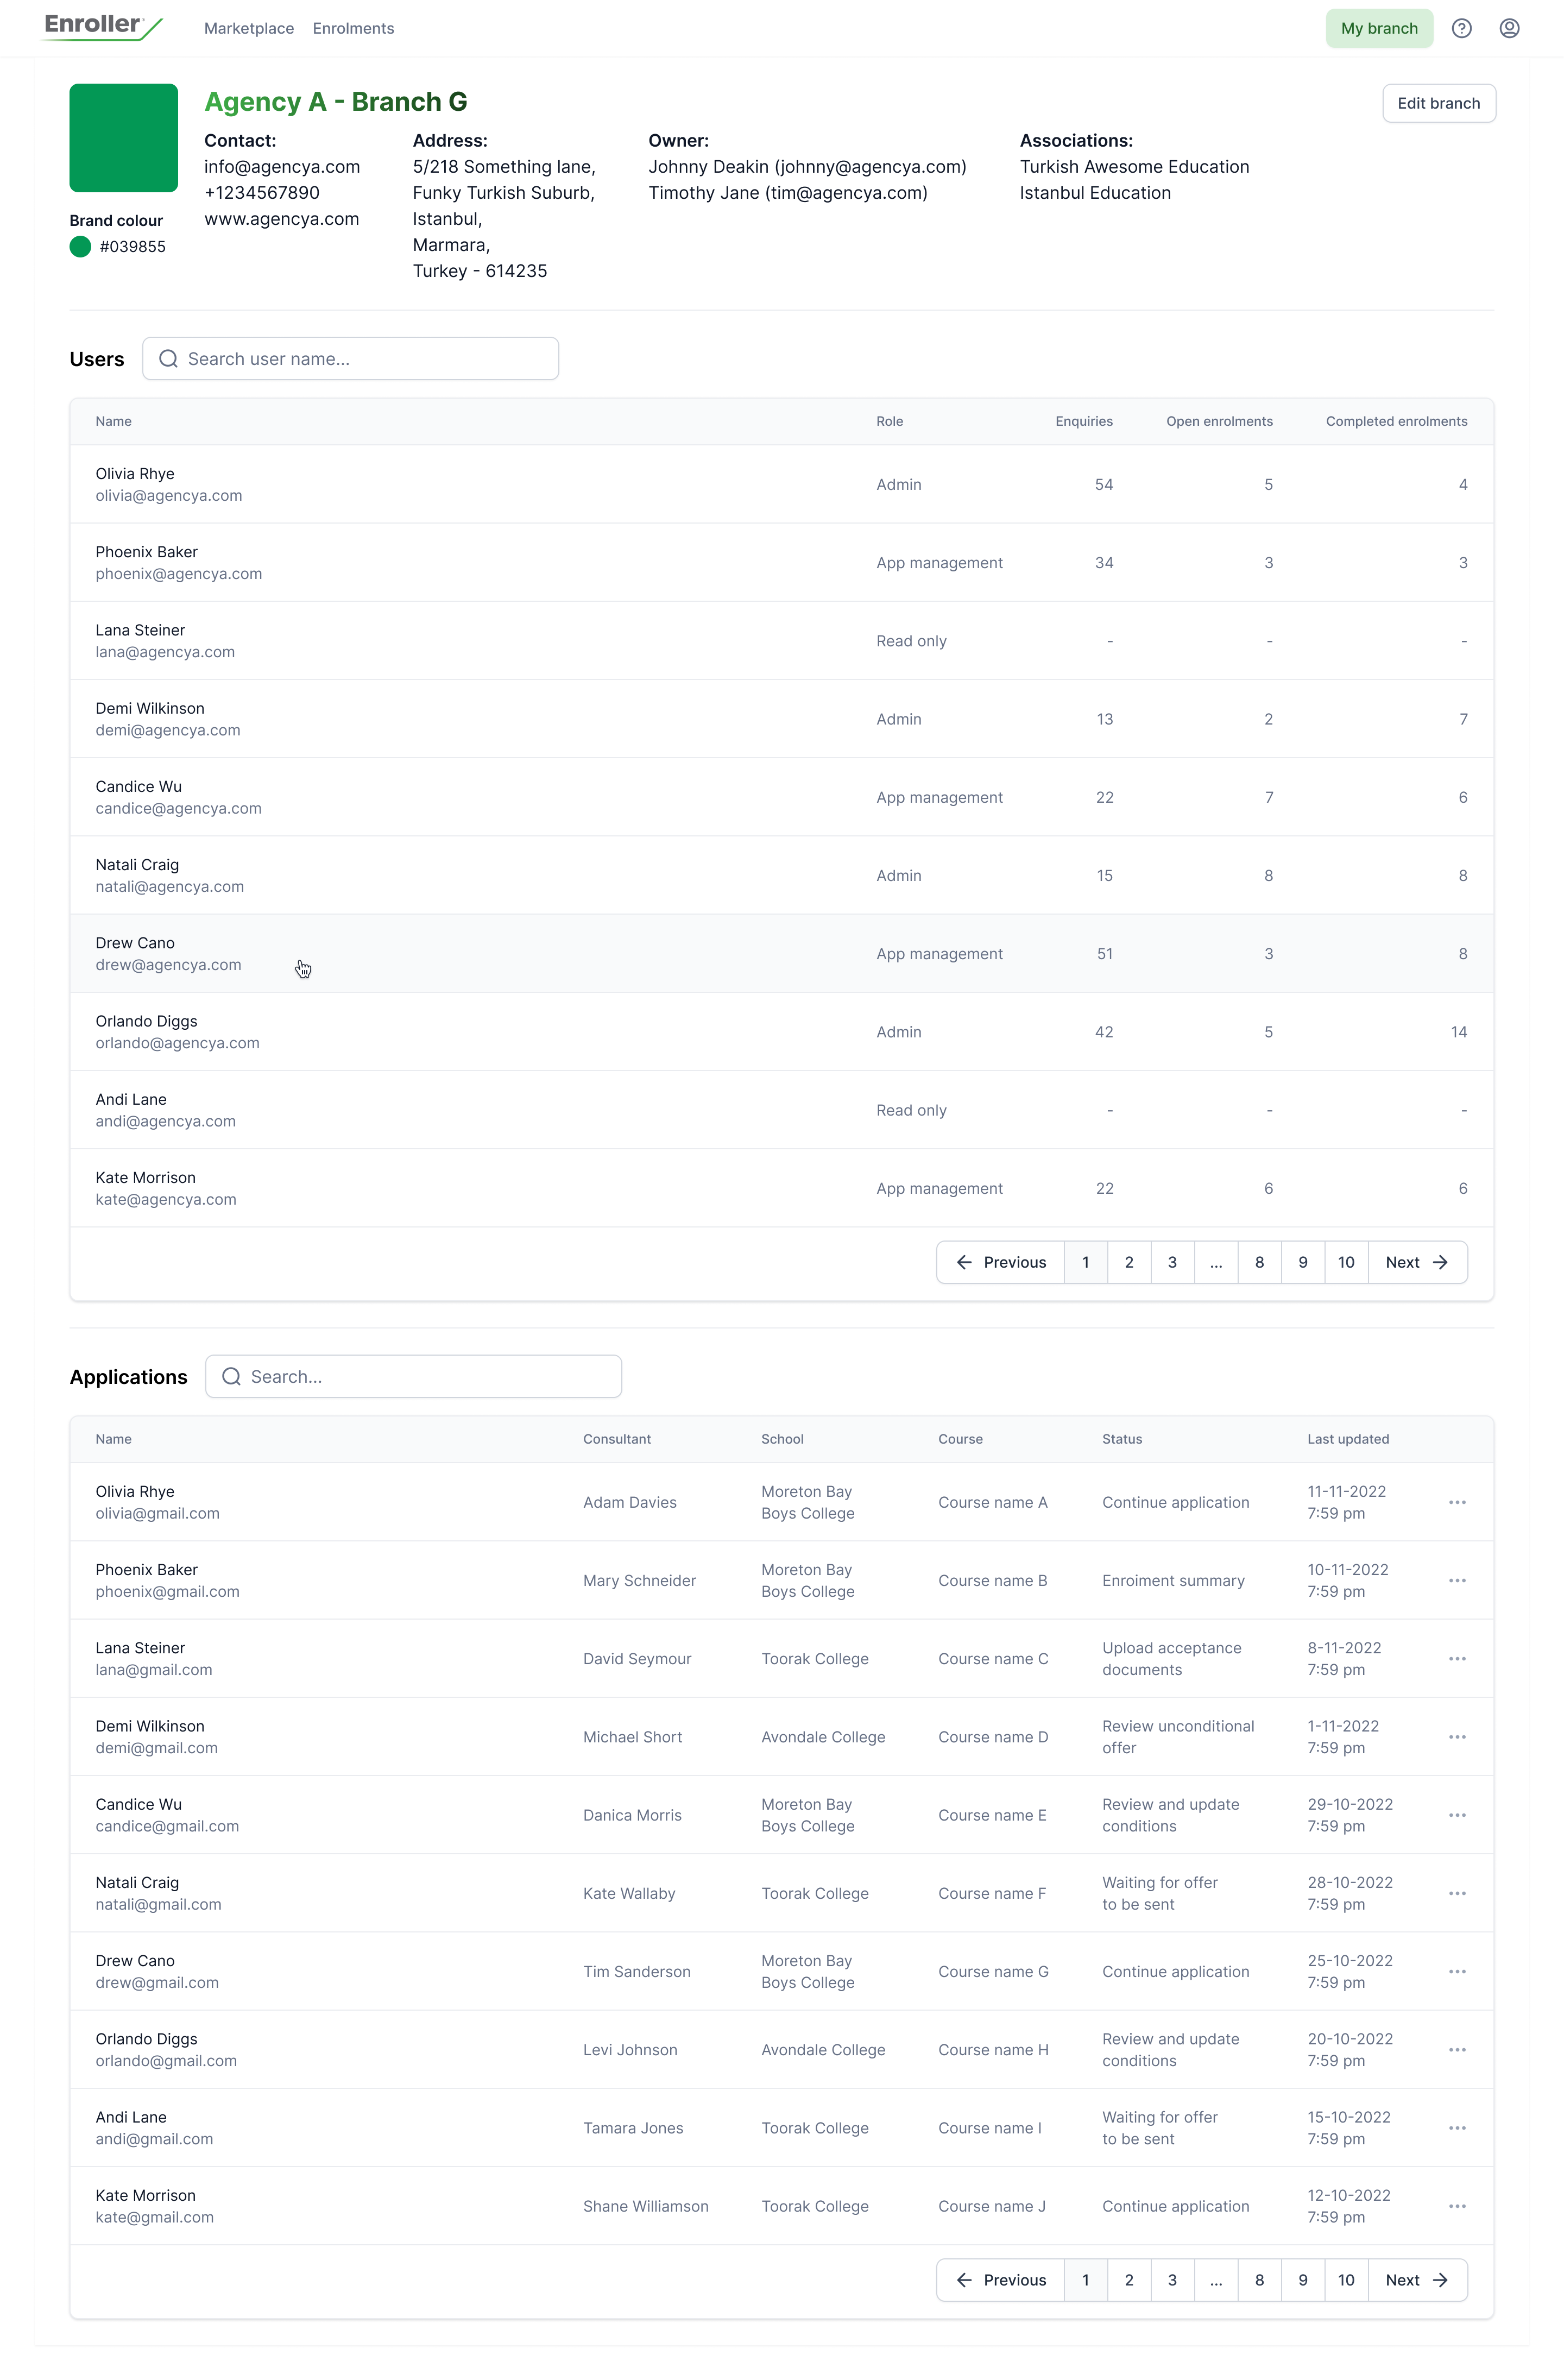 Enroller
Marketplace Enrolments My branch
Agency A - Branch G
Edit branch
Contact:
info@agencya.com
+1234567890
www.agencya.com
Address:
5/218 Something lane,
Funky Turkish Suburb,
Istanbul,
Marmara,
Turkey - 614235
Owner:
Johnny Deakin (johnny@agencya.com)
Timothy Jane (tim@agencya.com)
Associations:
Turkish Awesome Education
Istanbul Education
Brand colour
#039855
Users
Search user name...
Name Role Enquiries Open enrolments Completed enrolments
Olivia Rhye
olivia@agencya.com
Admin 54 5 4
Phoenix Baker
phoenix@agencya.com
App management 34 3 3
Lana Steiner
lana@agencya.com
Read only - - -
Demi Wilkinson
demi@agencya.com
Admin 13 2 7
Candice Wu
candice@agencya.com
App management 22 7 6
Natali Craig
natali@agencya.com
Admin 15 8 8
Drew Cano
drew@agencya.com
App management 51 3 8
Orlando Diggs
orlando@agencya.com
Admin 42 5 14
Andi Lane
andi@agencya.com
Read only - - -
Kate Morrison
kate@agencya.com
App management 22 6 6
Previous 1 2 3 ... 8 9 10 Next
Applications
Search...
Name Consultant School Course Status Last updated
Olivia Rhye
olivia@gmail.com
Adam Davies
Moreton Bay
Boys College
Course name A
Continue application
11-11-2022
7:59 pm
Phoenix Baker
phoenix@gmail.com
Mary Schneider
Moreton Bay
Boys College
Course name B
Enroiment summary
10-11-2022
7:59 pm
Lana Steiner
lana@gmail.com
David Seymour
Toorak College
Course name C
Upload acceptance
documents
8-11-2022
7:59 pm
Demi Wilkinson
demi@gmail.com
Michael Short
Avondale College
Course name D
Review unconditional
offer
1-11-2022
7:59 pm
Candice Wu
candice@gmail.com
Danica Morris
Moreton Bay
Boys College
Course name E
Review and update
conditions
29-10-2022
7:59 pm
Natali Craig
natali@gmail.com
Kate Wallaby
Toorak College
Course name F
Waiting for offer
to be sent
28-10-2022
7:59 pm
Drew Cano
drew@gmail.com
Tim Sanderson
Moreton Bay
Boys College
Course name G
Continue application
25-10-2022
7:59 pm
Orlando Diggs
orlando@gmail.com
Levi Johnson
Avondale College
Course name H
Review and update
conditions
20-10-2022
7:59 pm
Andi Lane
andi@gmail.com
Tamara Jones
Toorak College
Course name I
Waiting for offer
to be sent
15-10-2022
7:59 pm
Kate Morrison
kate@gmail.com
Shane Williamson
Toorak College
Course name J
Continue application
12-10-2022
7:59 pm
Previous 1 2 3 ... 8 9 10 Next